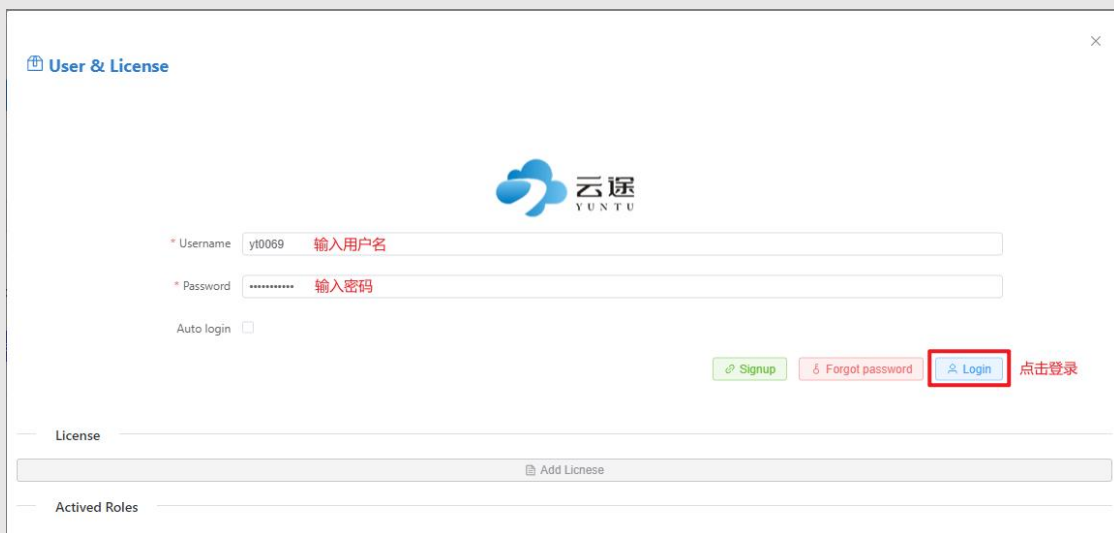 User & License
云途
YUNTU
* Username yt0069 输入用户名
* Password ••••••••••• 输入密码
Auto login
Signup Forgot password Login 点击登录
License
Add Licnese
Actived Roles